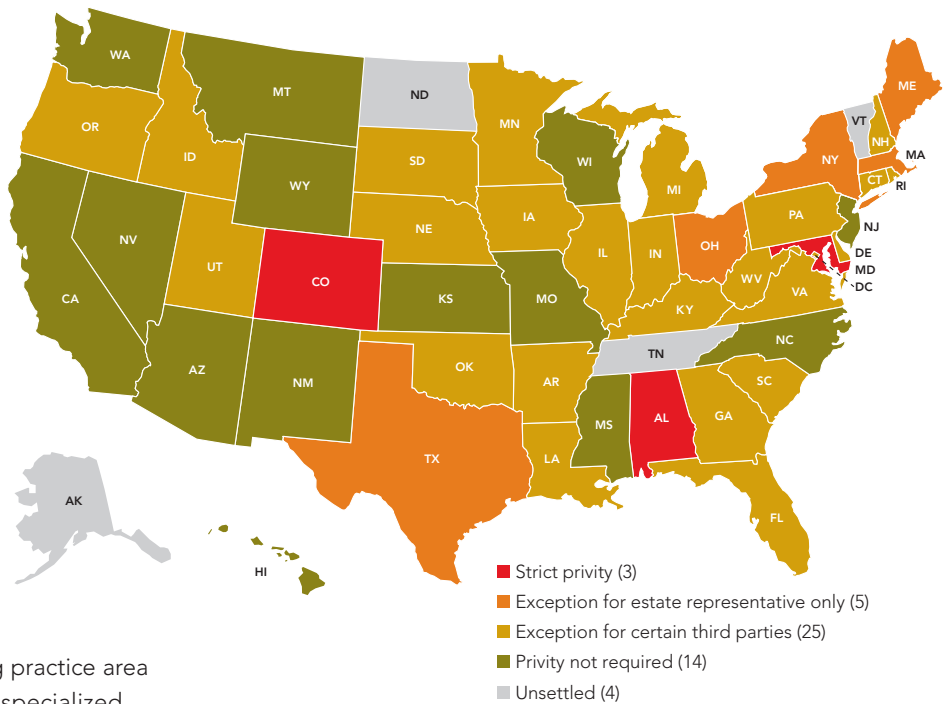 WA
MT
ND
MN
ME
VT
NH
OR
ID
SD
WI
NY
MA
MI
CT
RI
WY
NE
IA
PA
NJ
NV
UT
IL
IN
OH
DE
MD
DC
CA
CO
KS
MO
WV
VA
KY
AZ
NM
OK
AR
TN
NC
SC
MS
AL
GA
TX
LA
FL
AK
HI
Strict privity (3)
Exception for estate representative only (5)
Exception for certain third parties (25)
Privity not required (14)
Unsettled (4)
practice area
specialized